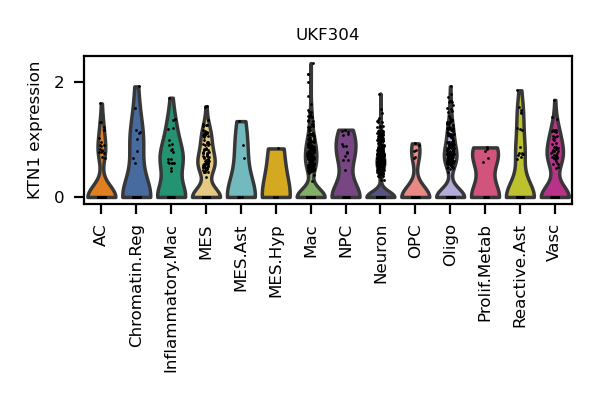 UKF304
KTN1 expression
2
0
AC
Chromatin.Reg
Inflammatory.Mac
MES
MES.Ast
MES.Hyp
Mac
NPC
Neuron
OPC
Oligo
Prolif.Metab
Reactive.Ast
Vasc